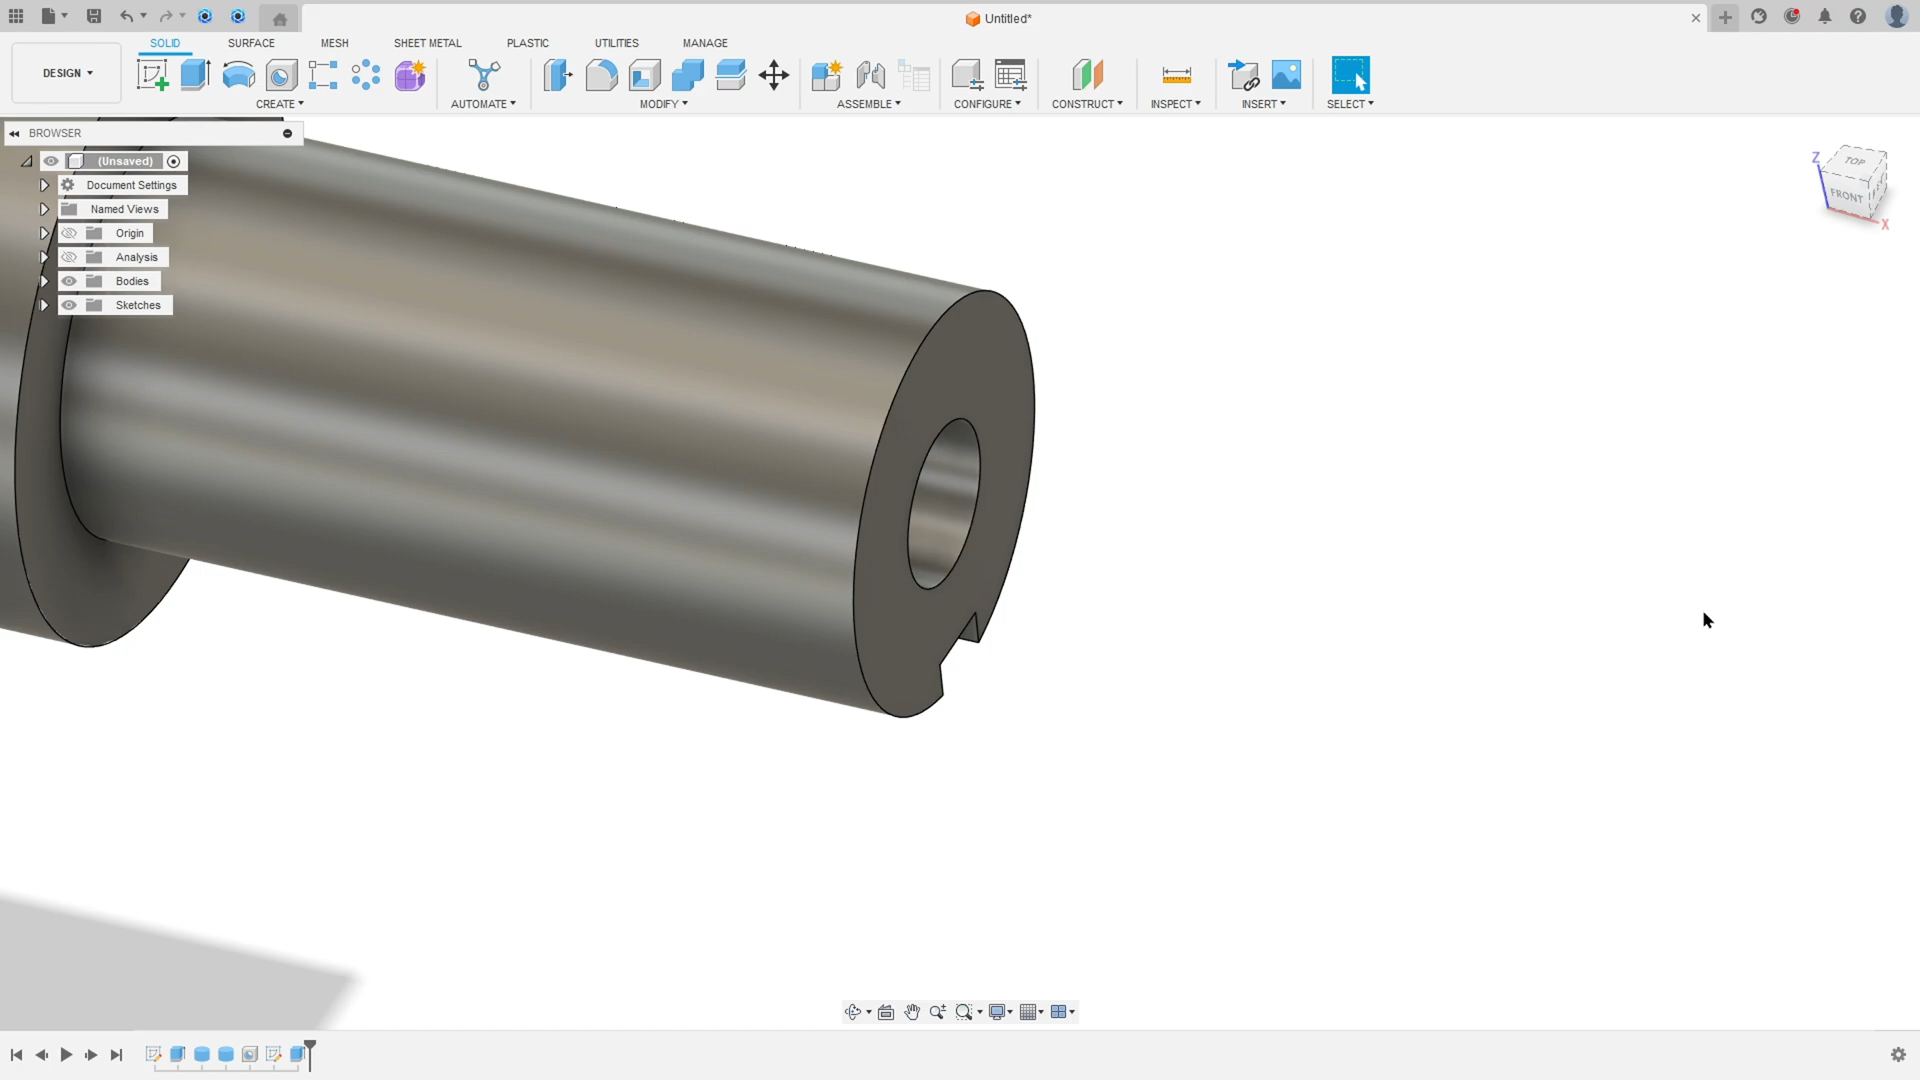 Untitled*
SOLID SURFACE MESH SHEET METAL PLASTIC UTILITIES MANAGE
DESIGN
CREATE AUTOMATE MODIFY ASSEMBLE CONFIGURE CONSTRUCT INSPECT INSERT SELECT
BROWSER
(Unsaved)
Document Settings
Named Views
Origin
Analysis
Bodies
Sketches
Z
TOP
FRONT
X